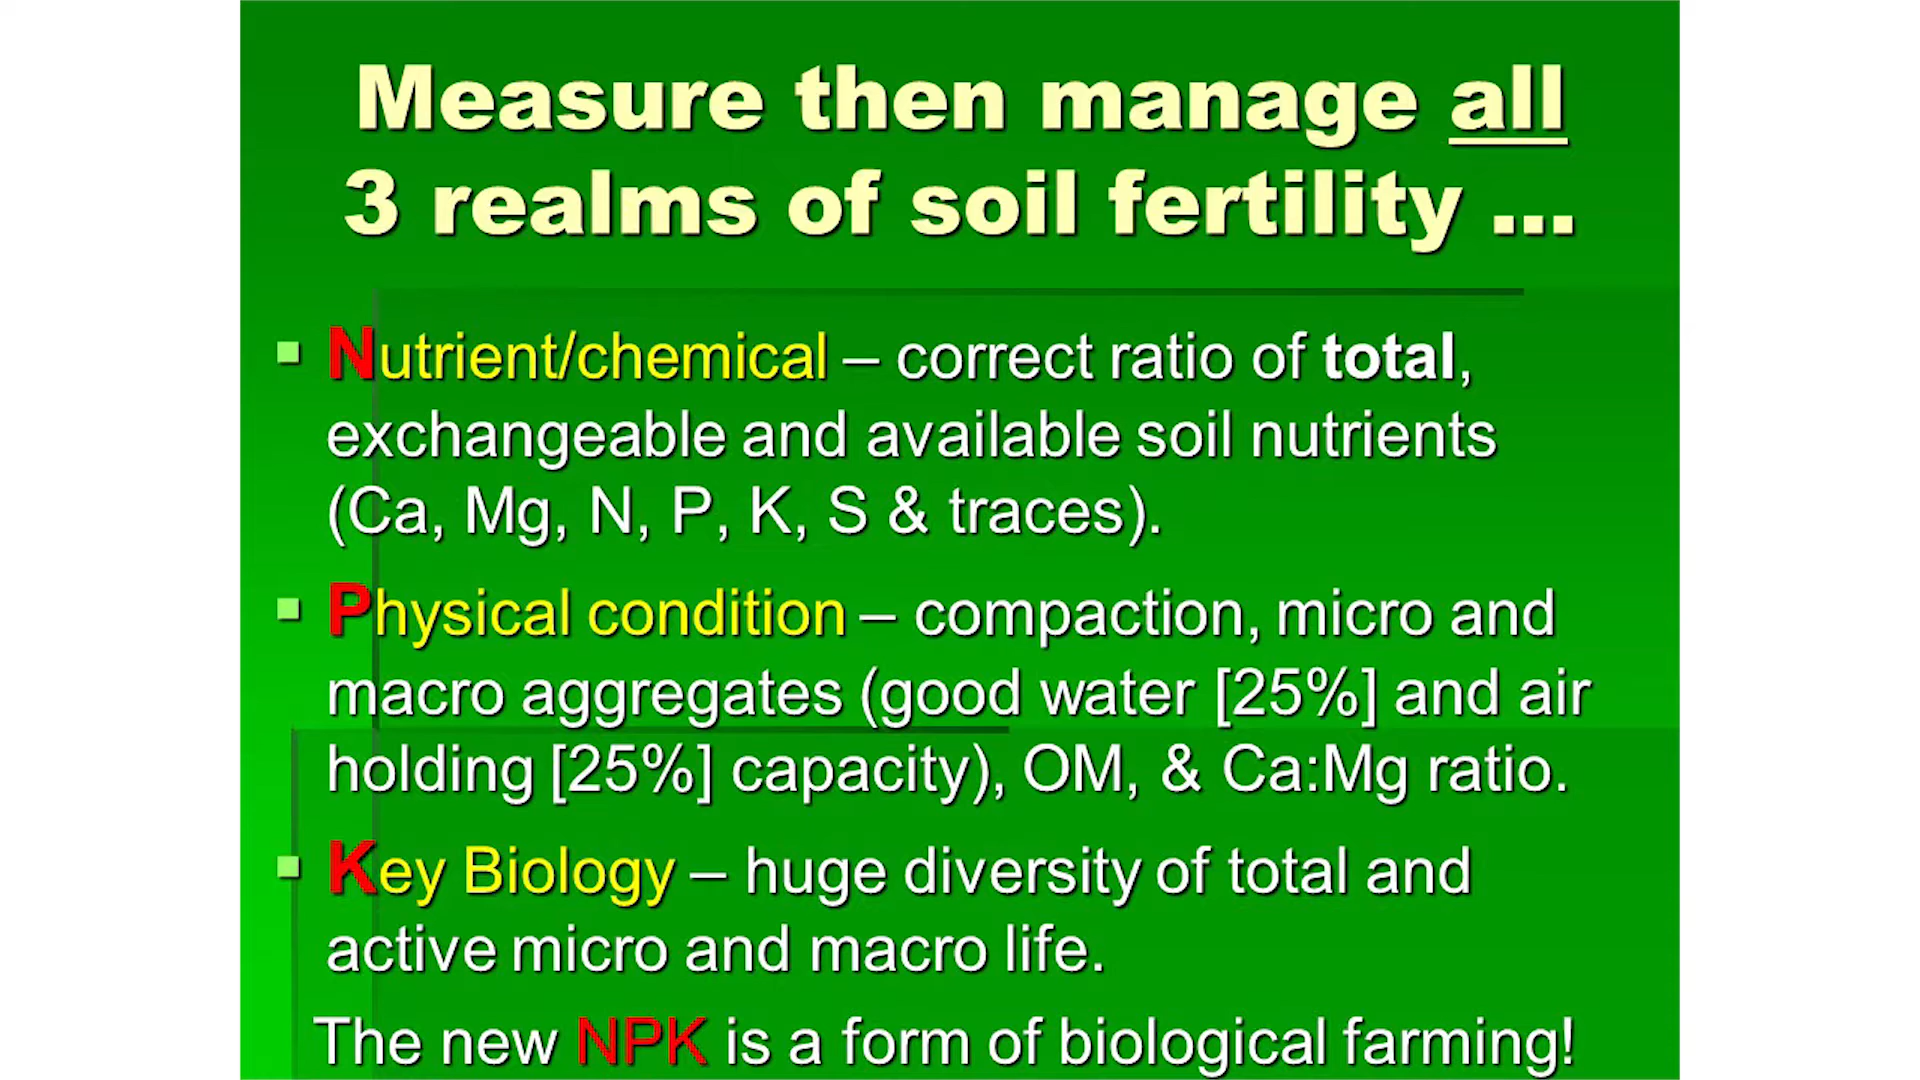 Measure then manage all
3 realms of soil fertility ...
Nutrient/chemical – correct ratio of total,
exchangeable and available soil nutrients
(Ca, Mg, N, P, K, S & traces).
Physical condition – compaction, micro and
macro aggregates (good water [25%] and air
holding [25%] capacity), OM, & Ca:Mg ratio.
Key Biology – huge diversity of total and
active micro and macro life.
The new NPK is a form of biological farming!